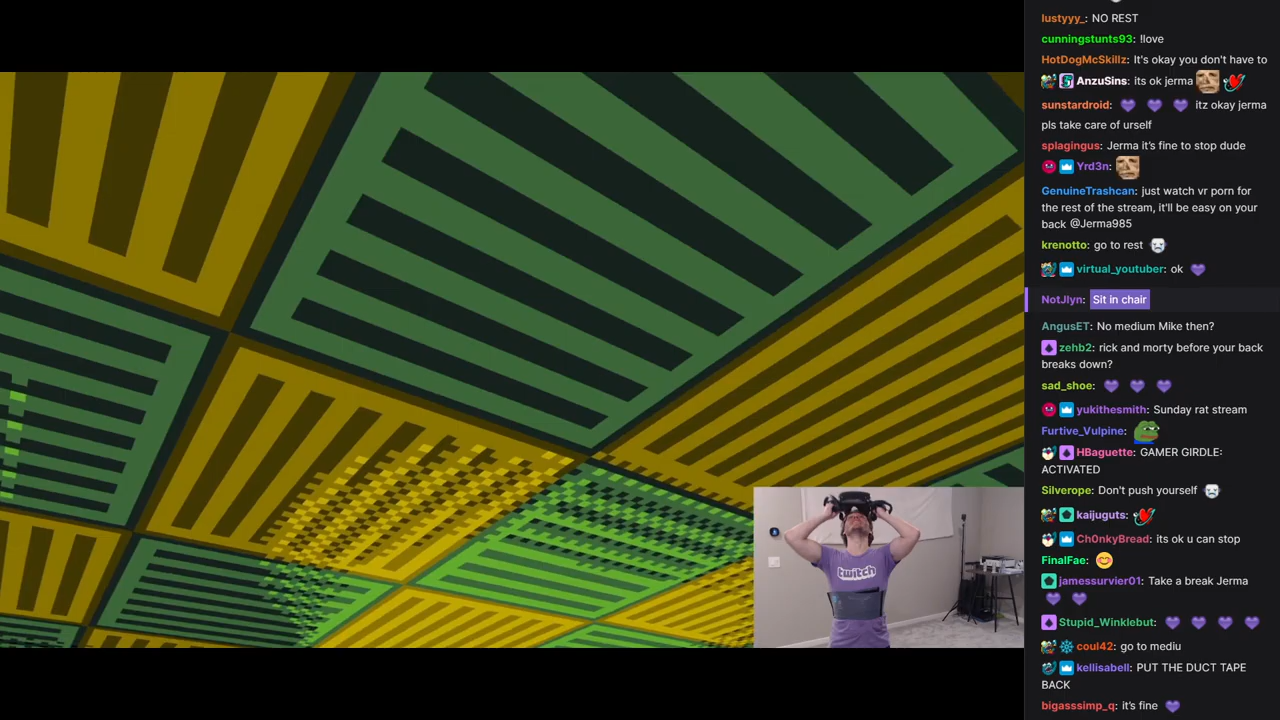 lustyyy_: NO REST
cunningstunts93: !love
HotDogMcSkillz: It's okay you don't have to
AnzuSins: its ok jerma
sunstardroid: itz okay jerma
pls take care of urself
splagingus: Jerma it's fine to stop dude
Yrd3n:
GenuineTrashcan: just watch vr porn for
the rest of the stream, it'll be easy on your
back @Jerma985
krenotto: go to rest
virtual_youtuber: ok
NotJlyn: Sit in chair
AngusET: No medium Mike then?
zehb2: rick and morty before your back
breaks down?
sad_shoe:
yukithesmith: Sunday rat stream
Furtive_Vulpine:
HBaguette: GAMER GIRDLE:
ACTIVATED
Silverope: Don't push yourself
kaijuguts:
Ch0nkyBread: its ok u can stop
FinalFae:
jamessurvier01: Take a break Jerma
Stupid_Winklebut:
coul42: go to mediu
kellisabell: PUT THE DUCT TAPE
BACK
bigasssimp_q: it's fine
twitch